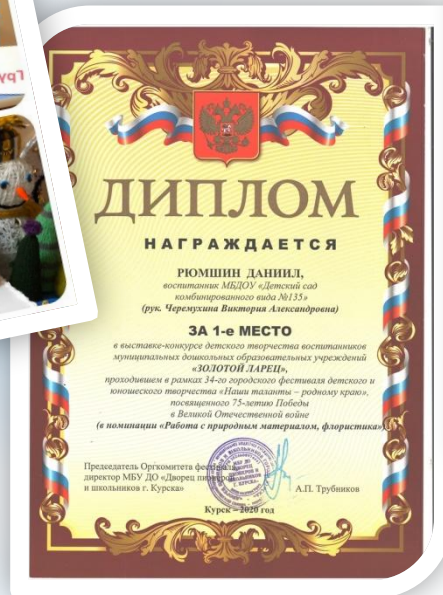 ДИПЛОМ
НАГРАЖДАЕТСЯ
РЮМШИН ДАНИИЛ,
воспитанник МБДОУ «Детский сад
комбинированного вида №135»
(рук. Черемухина Виктория Александровна)
ЗА 1-е МЕСТО
в выставке-конкурсе детского творчества воспитанников
муниципальных дошкольных образовательных учреждений
«ЗОЛОТОЙ ЛАРЕЦ»,
проходившем в рамках 34-го городского фестиваля детского и
юношеского творчества «Наши таланты – родному краю»,
посвященного 75-летию Победы
в Великой Отечественной войне
(в номинации «Работа с природным материалом, флористика»)
Председатель Оргкомитета фестиваля,
директор МБУ ДО «Дворец пионеров
и школьников г. Курска»
А.П. Трубников
Курск – 2020 год